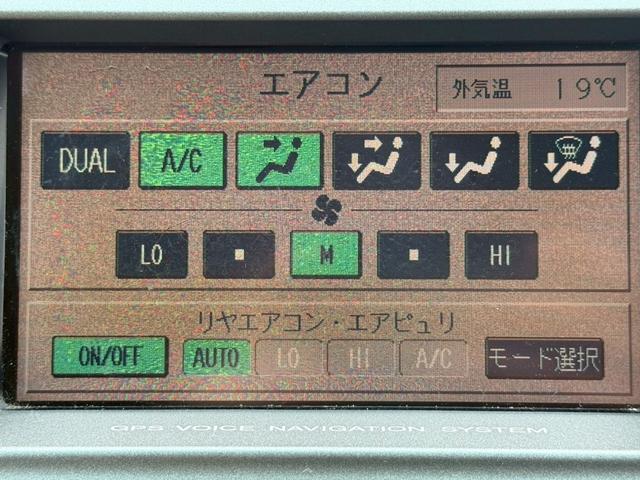 エアコン
外気温 19℃
DUAL A/C
LO M HI
リヤエアコン・エアピュリ
ON/OFF AUTO LO HI A/C モード選択
GPS VOICE NAVIGATION SYSTEM